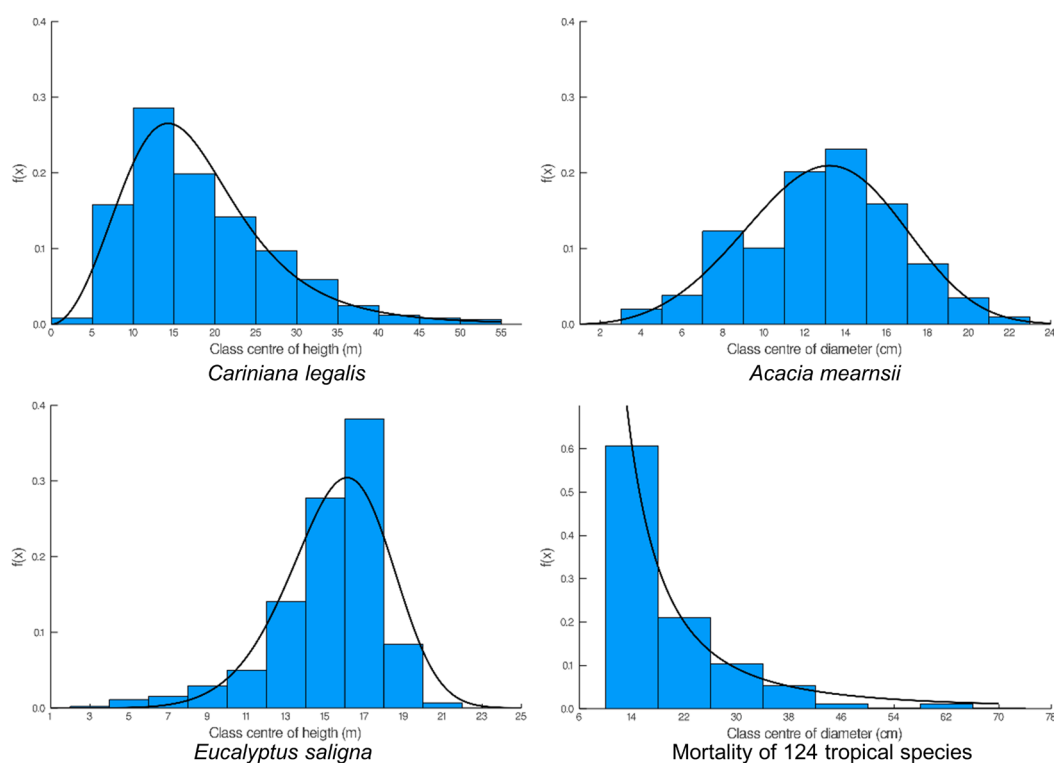 0.4
0.3
f(x)
0.2
0.1
0.0
0 5 10 15 20 25 30 35 40 45 50 55
Class centre of heigth (m)
Cariniana legalis
0.4
0.3
f(x)
0.2
0.1
0.0
2 4 6 8 10 12 14 16 18 20 22 24
Class centre of diameter (cm)
Acacia mearnsii
0.4
0.3
f(x)
0.2
0.1
0.0
1 3 5 7 9 11 13 15 17 19 21 23 25
Class centre of heigth (m)
Eucalyptus saligna
0.6
0.5
0.4
f(x)
0.3
0.2
0.1
0.0
6 14 22 30 38 46 54 62 70 78
Class centre of diameter (cm)
Mortality of 124 tropical species